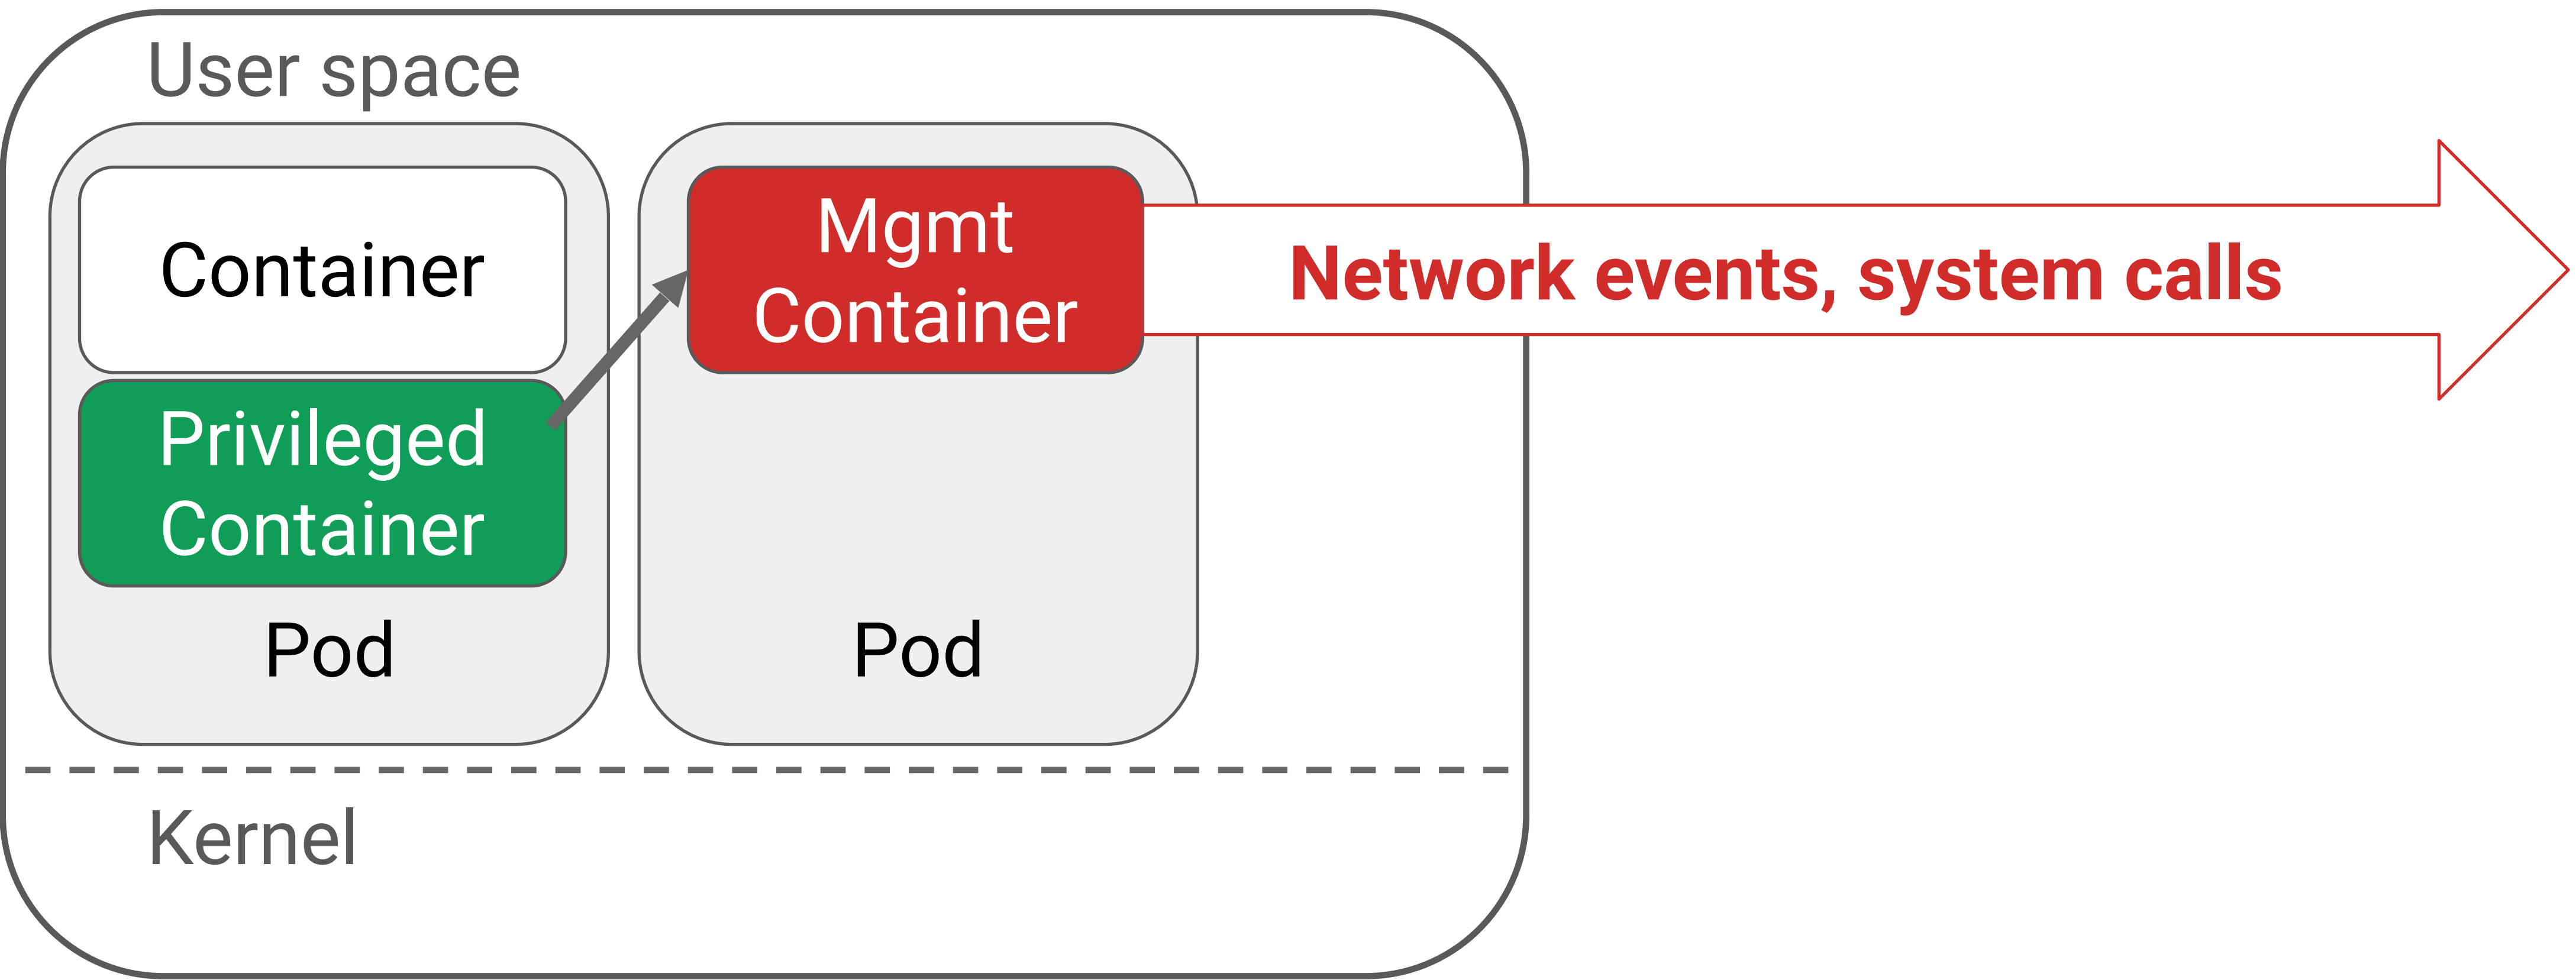 User space
Container
Privileged
Container
Pod
Mgmt
Container
Pod
Network events, system calls
Kernel